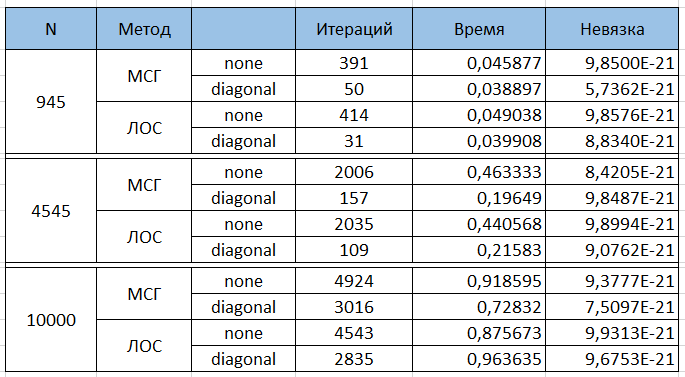 N Метод Итераций Время Невязка
945 МСГ none 391 0,045877 9,8500E-21
diagonal 50 0,038897 5,7362E-21
ЛОС none 414 0,049038 9,8576E-21
diagonal 31 0,039908 8,8340E-21
4545 МСГ none 2006 0,463333 8,4205E-21
diagonal 157 0,19649 9,8487E-21
ЛОС none 2035 0,440568 9,8994E-21
diagonal 109 0,21583 9,0762E-21
10000 МСГ none 4924 0,918595 9,3777E-21
diagonal 3016 0,72832 7,5097E-21
ЛОС none 4543 0,875673 9,9313E-21
diagonal 2835 0,963635 9,6753E-21